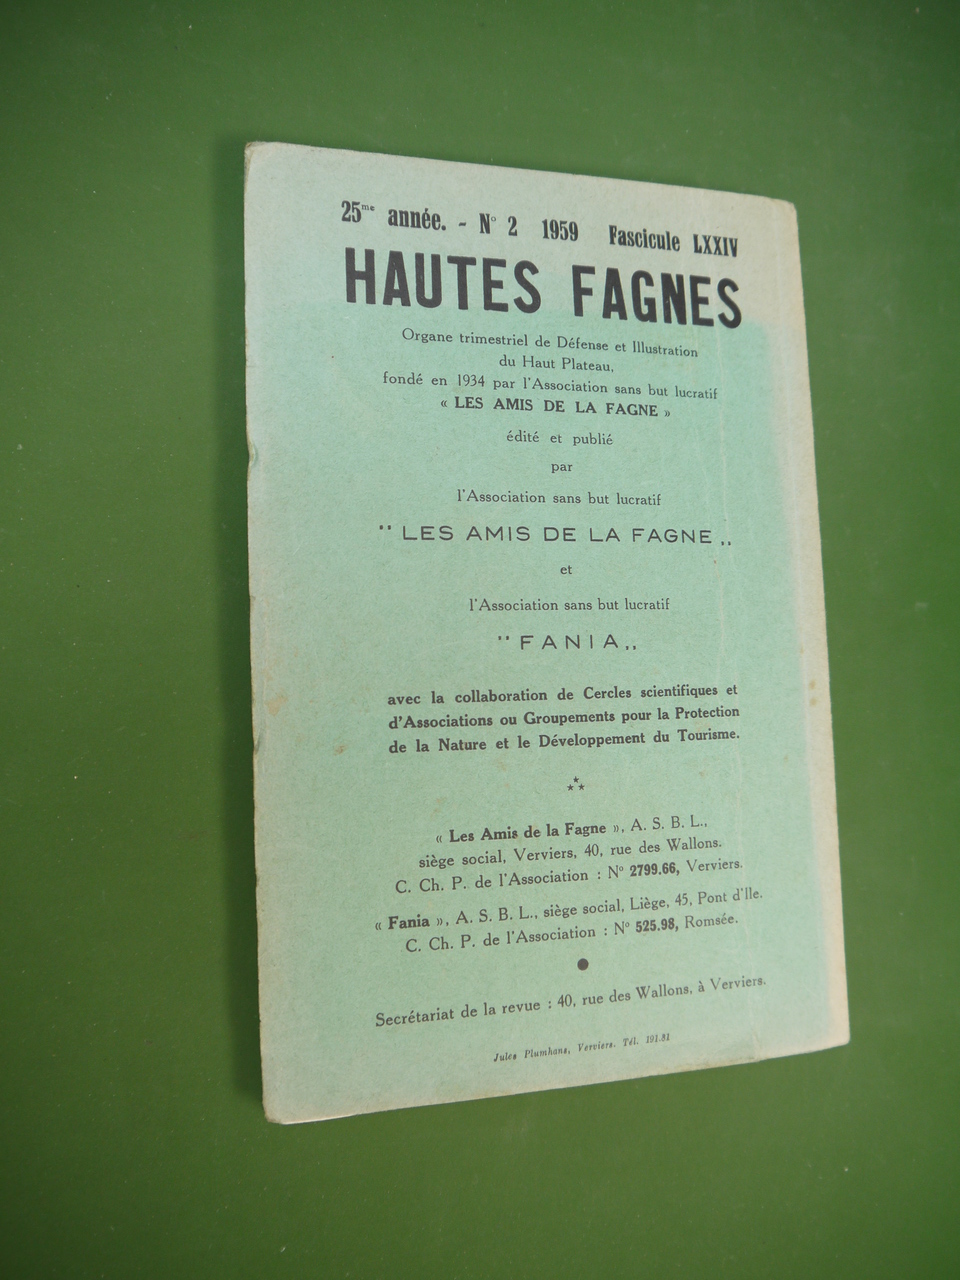 25me année. - N° 2 1959 Fascicule LXXIV
HAUTES FAGNES
Organe trimestriel de Défense et Illustration
du Haut Plateau,
fondé en 1934 par l'Association sans but lucratif
« LES AMIS DE LA FAGNE »
édité et publié
par
l'Association sans but lucratif
" LES AMIS DE LA FAGNE „
et
l'Association sans but lucratif
" FANIA „
avec la collaboration de Cercles scientifiques et
d'Associations ou Groupements pour la Protection
de la Nature et le Développement du Tourisme.
« Les Amis de la Fagne », A. S. B. L.,
siège social, Verviers, 40, rue des Wallons.
C. Ch. P. de l'Association : N° 2799.66, Verviers.
« Fania », A. S. B. L., siège social, Liège, 45, Pont d'Ile.
C. Ch. P. de l'Association : N° 525.98, Romsée.
Secrétariat de la revue : 40, rue des Wallons, à Verviers.
Jules Plumhans, Verviers. Tél. 191.81